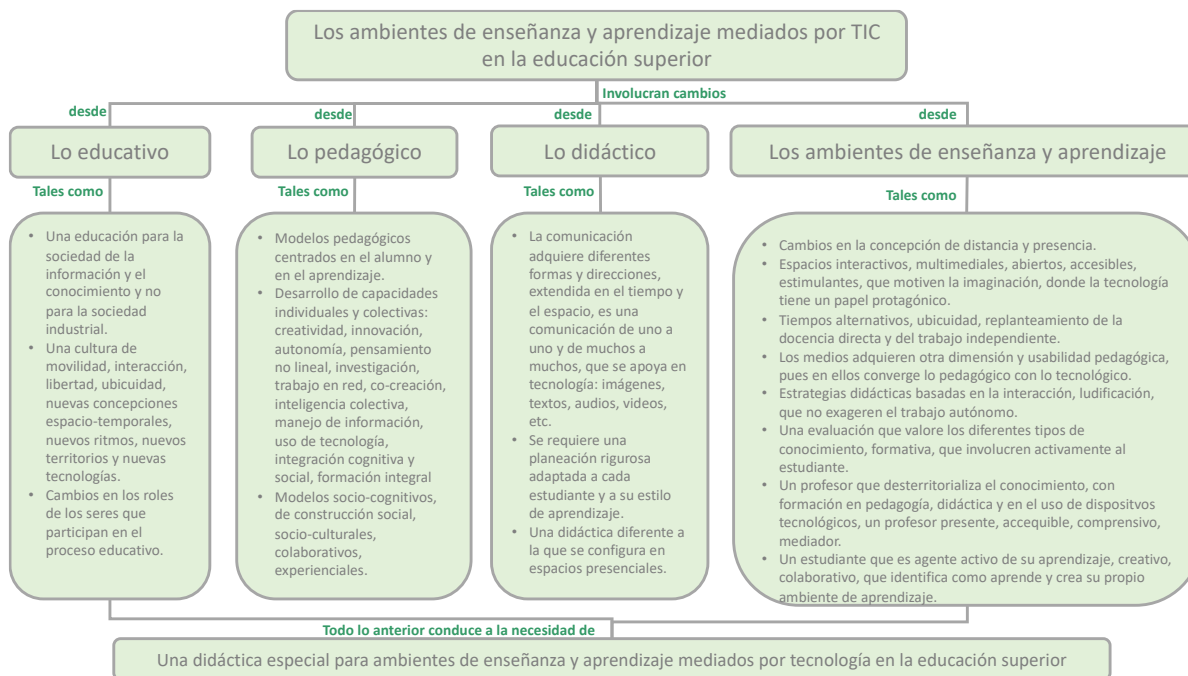 Los ambientes de enseñanza y aprendizaje mediados por TIC
en la educación superior
Involucran cambios
desde
desde
desde
desde
Lo educativo
Lo pedagógico
Lo didáctico
Los ambientes de enseñanza y aprendizaje
Tales como
Tales como
Tales como
Tales como
• Una educación para la
sociedad de la
información y el
conocimiento y no
para la sociedad
industrial.
• Una cultura de
movilidad, interacción,
libertad, ubicuidad,
nuevas concepciones
espacio-temporales,
nuevos ritmos, nuevos
territorios y nuevas
tecnologías.
• Cambios en los roles
de los seres que
participan en el
proceso educativo.
• Modelos pedagógicos
centrados en el alumno y
en el aprendizaje.
• Desarrollo de capacidades
individuales y colectivas:
creatividad, innovación,
autonomía, pensamiento
no lineal, investigación,
trabajo en red, co-creación,
inteligencia colectiva,
manejo de información,
uso de tecnología,
integración cognitiva y
social, formación integral
• Modelos socio-cognitivos,
de construcción social,
socio-culturales,
colaborativos,
experienciales.
• La comunicación
adquiere diferentes
formas y direcciones,
extendida en el tiempo y
el espacio, es una
comunicación de uno a
uno y de muchos a
muchos, que se apoya en
tecnología: imágenes,
textos, audios, videos,
etc.
• Se requiere una
planeación rigurosa
adaptada a cada
estudiante y a su estilo
de aprendizaje.
• Una didáctica diferente a
la que se configura en
espacios presenciales.
• Cambios en la concepción de distancia y presencia.
• Espacios interactivos, multimediales, abiertos, accesibles,
estimulantes, que motiven la imaginación, donde la tecnología
tiene un papel protagónico.
• Tiempos alternativos, ubicuidad, replanteamiento de la
docencia directa y del trabajo independiente.
• Los medios adquieren otra dimensión y usabilidad pedagógica,
pues en ellos converge lo pedagógico con lo tecnológico.
• Estrategias didácticas basadas en la interacción, ludificación,
que no exageren el trabajo autónomo.
• Una evaluación que valore los diferentes tipos de
conocimiento, formativa, que involucren activamente al
estudiante.
• Un profesor que desterritorializa el conocimiento, con
formación en pedagogía, didáctica y en el uso de dispositvos
tecnológicos, un profesor presente, accequible, comprensivo,
mediador.
• Un estudiante que es agente activo de su aprendizaje, creativo,
colaborativo, que identifica como aprende y crea su propio
ambiente de aprendizaje.
Todo lo anterior conduce a la necesidad de
Una didáctica especial para ambientes de enseñanza y aprendizaje mediados por tecnología en la educación superior